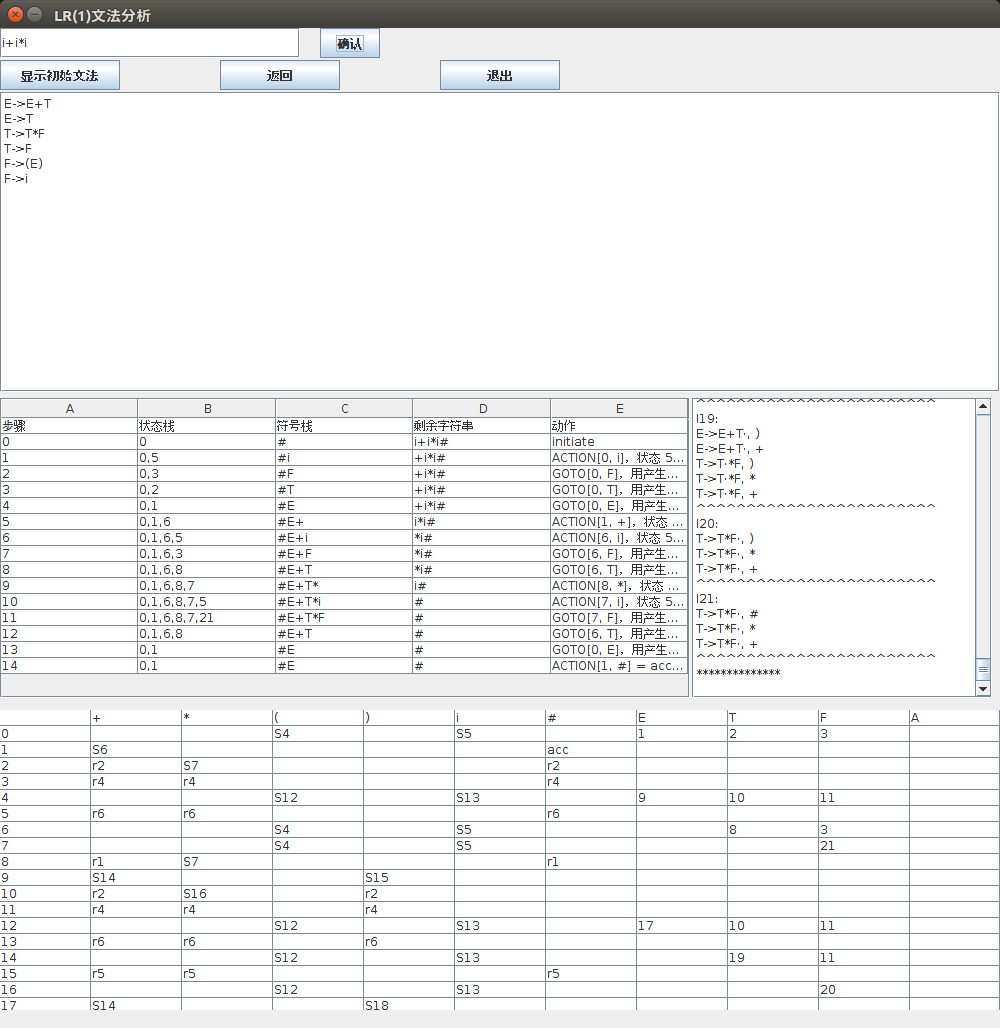 LR(1)文法分析
i+i*i 确认
显示初始文法 返回 退出
E->E+T
E->T
T->T*F
T->F
F->(E)
F->i
A B C D E
步骤 状态栈 符号栈 剩余字符串 动作
0 0 # i+i*i# initiate
1 0,5 #i +i*i# ACTION[0, i]，状态 5...
2 0,3 #F +i*i# GOTO[0, F]，用产生...
3 0,2 #T +i*i# GOTO[0, T]，用产生...
4 0,1 #E +i*i# GOTO[0, E]，用产生...
5 0,1,6 #E+ i*i# ACTION[1, +]，状态 ...
6 0,1,6,5 #E+i *i# ACTION[6, i]，状态 5...
7 0,1,6,3 #E+F *i# GOTO[6, F]，用产生...
8 0,1,6,8 #E+T *i# GOTO[6, T]，用产生...
9 0,1,6,8,7 #E+T* i# ACTION[8, *]，状态 ...
10 0,1,6,8,7,5 #E+T*i # ACTION[7, i]，状态 5...
11 0,1,6,8,7,21 #E+T*F # GOTO[7, F]，用产生...
12 0,1,6,8 #E+T # GOTO[6, T]，用产生...
13 0,1 #E # GOTO[0, E]，用产生...
14 0,1 #E # ACTION[1, #] = acc...
^^^^^^^^^^^^^^^^^^^^^^^^
I19:
E->E+T·, )
E->E+T·, +
T->T·*F, )
T->T·*F, *
T->T·*F, +
^^^^^^^^^^^^^^^^^^^^^^^^
I20:
T->T*F·, )
T->T*F·, *
T->T*F·, +
^^^^^^^^^^^^^^^^^^^^^^^^
I21:
T->T*F·, #
T->T*F·, *
T->T*F·, +
^^^^^^^^^^^^^^^^^^^^^^^^
**************
+ * ( ) i # E T F A
0 S4 S5 1 2 3
1 S6 acc
2 r2 S7 r2
3 r4 r4 r4
4 S12 S13 9 10 11
5 r6 r6 r6
6 S4 S5 8 3
7 S4 S5 21
8 r1 S7 r1
9 S14 S15
10 r2 S16 r2
11 r4 r4 r4
12 S12 S13 17 10 11
13 r6 r6 r6
14 S12 S13 19 11
15 r5 r5 r5
16 S12 S13 20
17 S14 S18